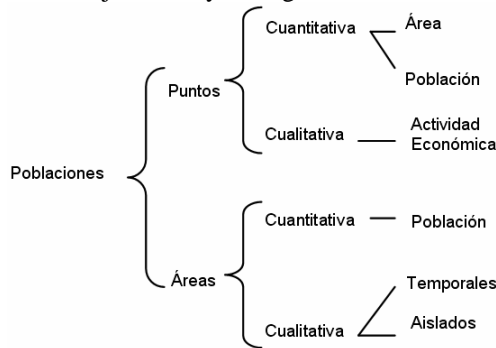 Cuantitativa
Área
Puntos
Población
Cualitativa
Actividad
Económica
Poblaciones
Cuantitativa
Población
Áreas
Temporales
Aislados
Cualitativa